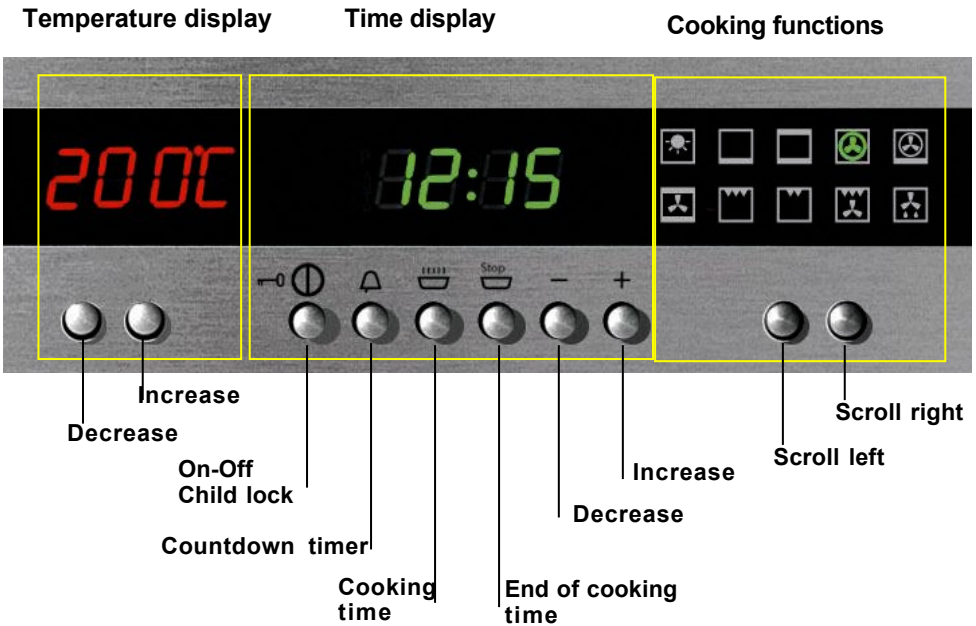 Temperature display
Time display
Cooking functions
200°C
12:15
Stop
- +
Increase
Decrease
On-Off
Child lock
Countdown timer
Cooking
time
End of cooking
time
Decrease
Increase
Scroll left
Scroll right